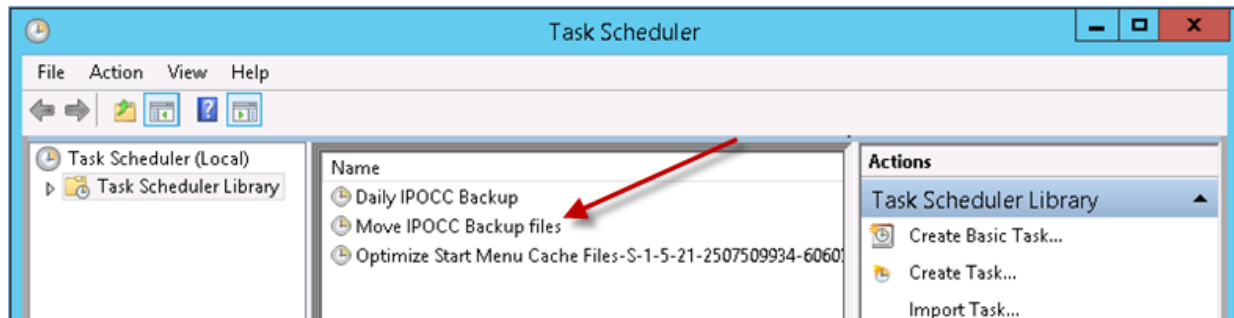 Task Scheduler
File Action View Help
Task Scheduler (Local)
Task Scheduler Library
Name
Daily IPOCC Backup
Move IPOCC Backup files
Optimize Start Menu Cache Files-S-1-5-21-2507509934-6060
Actions
Task Scheduler Library
Create Basic Task...
Create Task...
Import Task...